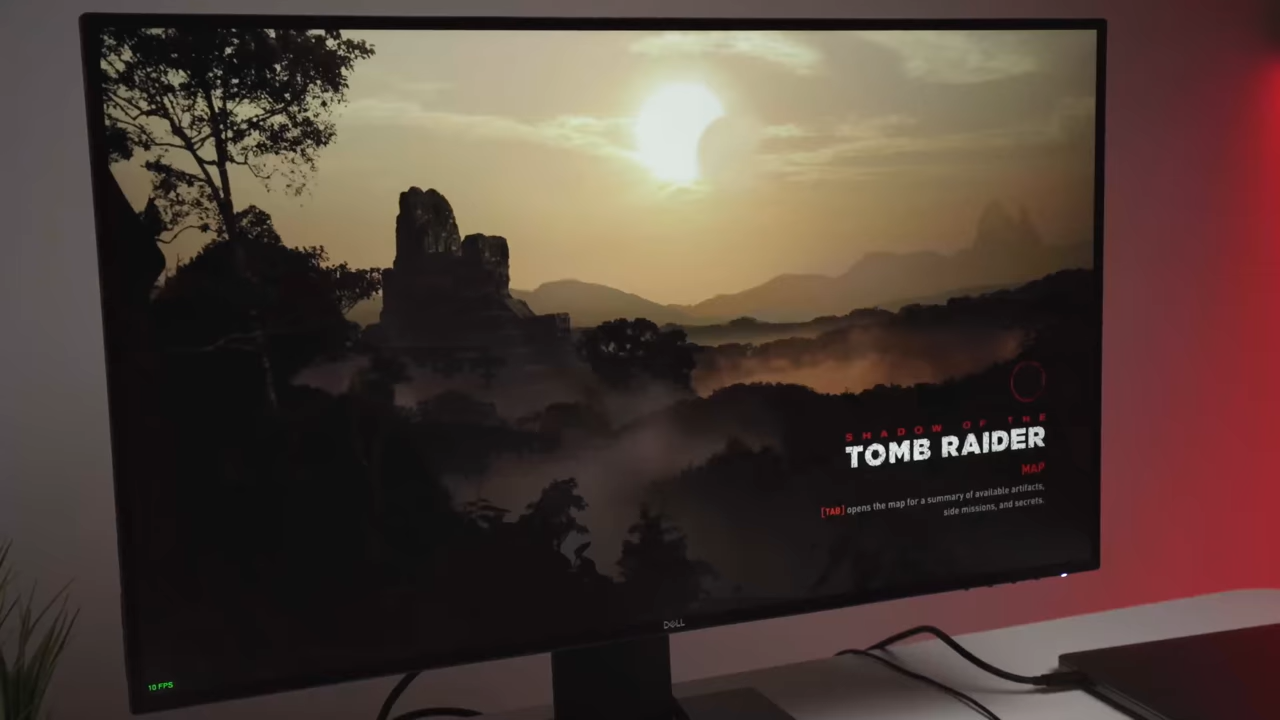 SHADOW OF THE
TOMB RAIDER
MAP
[TAB] opens the map for a summary of available artifacts,
side missions, and secrets.
DELL
10 FPS